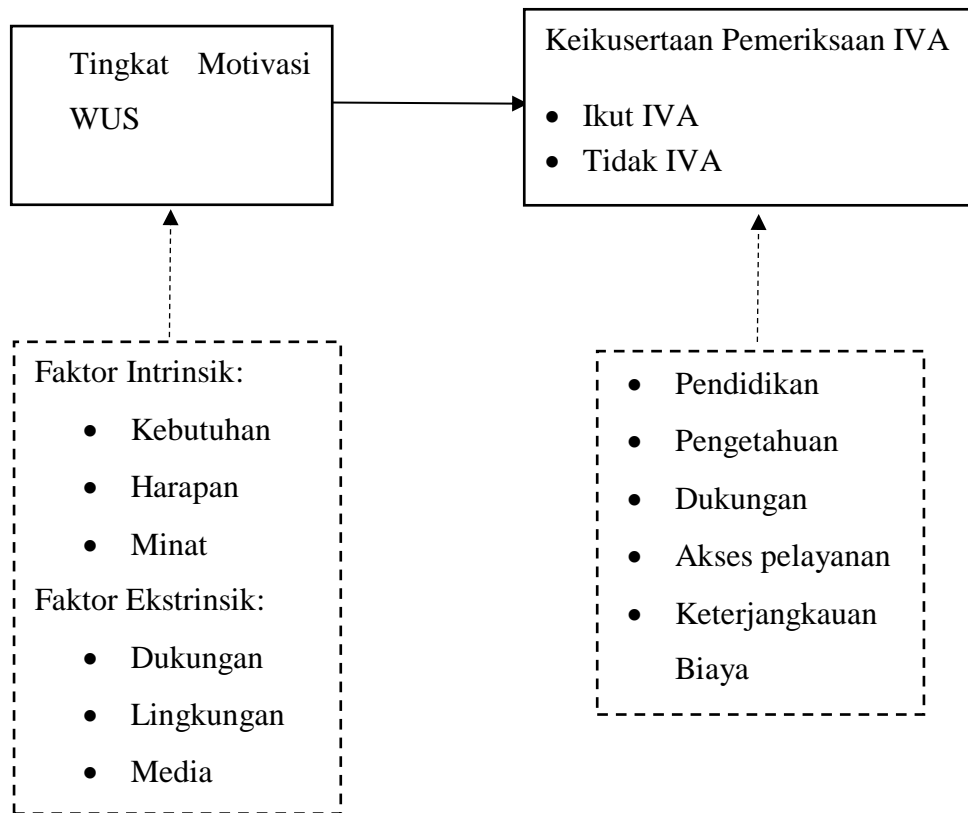 Tingkat Motivasi
WUS
Keikusertaan Pemeriksaan IVA
• Ikut IVA
• Tidak IVA
Faktor Intrinsik:
• Kebutuhan
• Harapan
• Minat
Faktor Ekstrinsik:
• Dukungan
• Lingkungan
• Media
• Pendidikan
• Pengetahuan
• Dukungan
• Akses pelayanan
• Keterjangkauan
Biaya